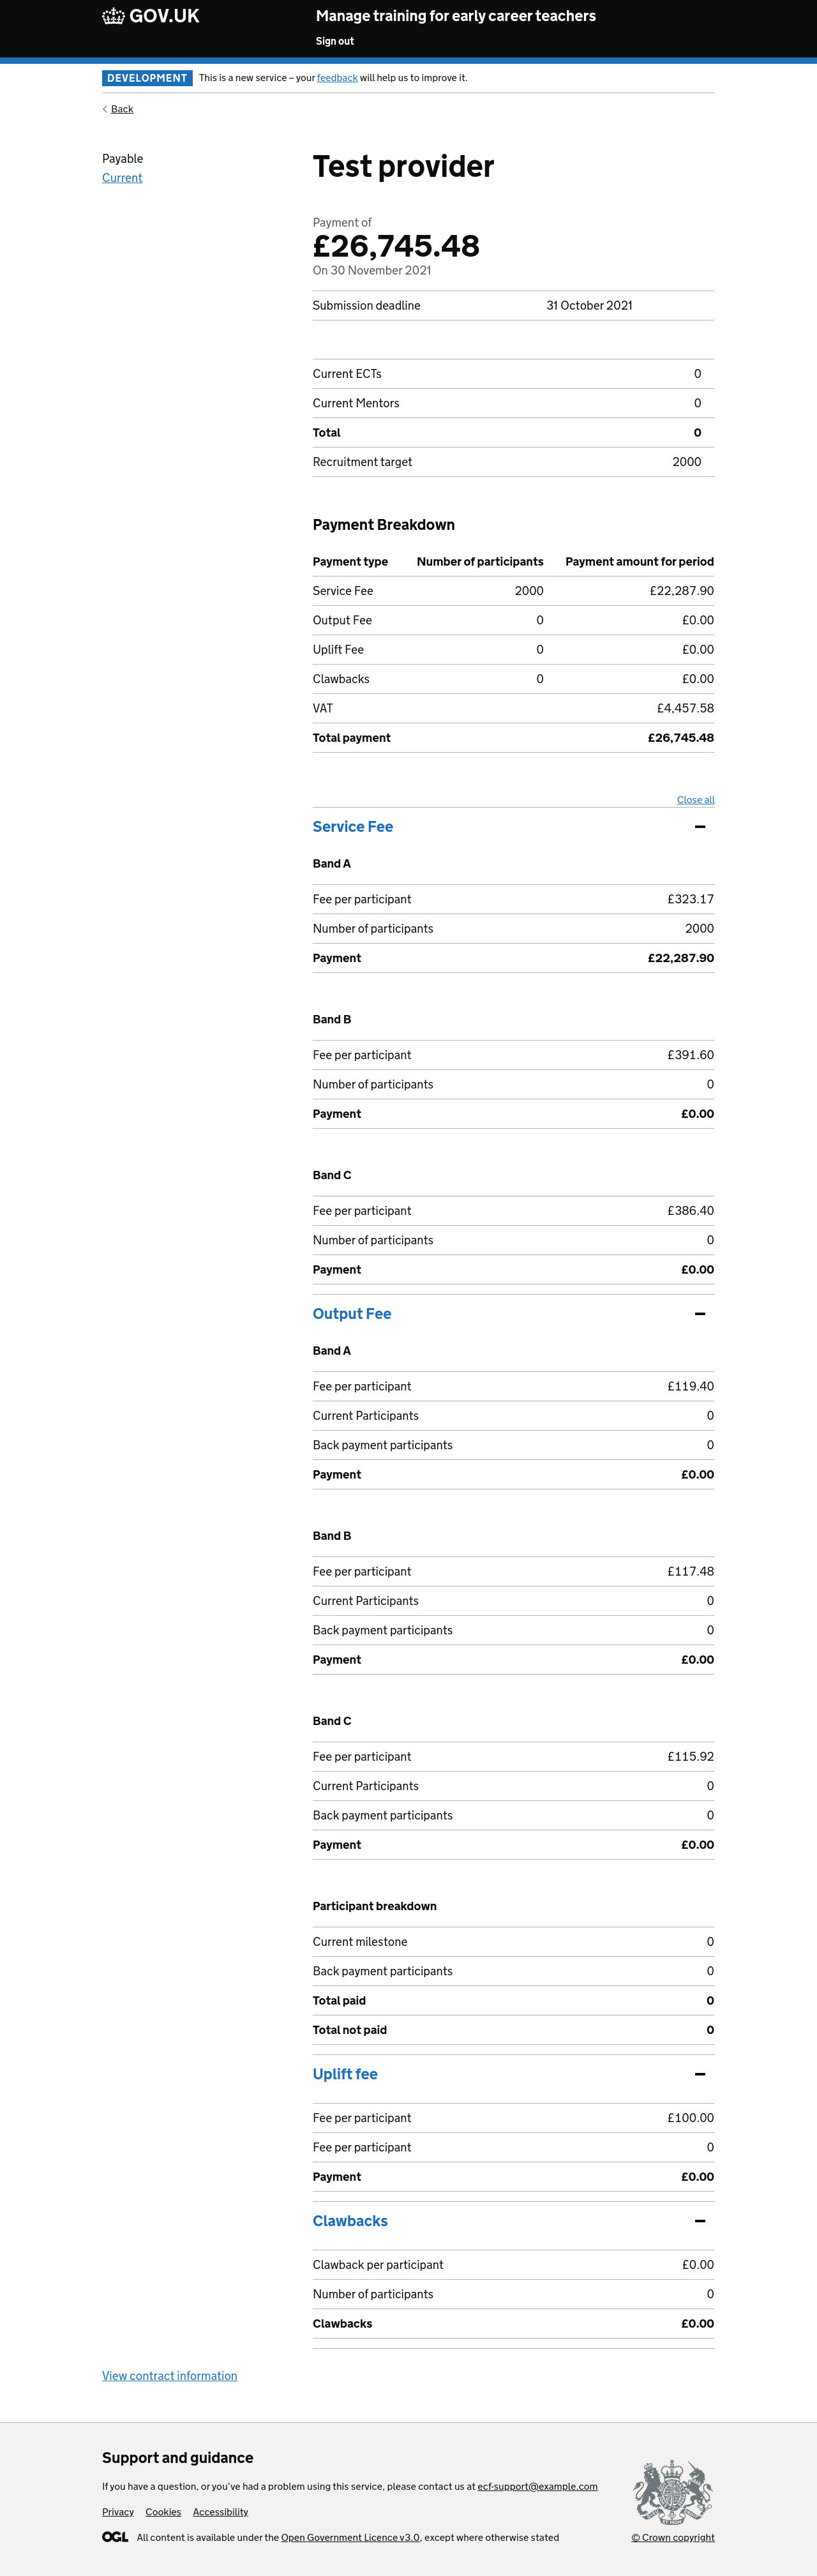 GOV.UK
Manage training for early career teachers
Sign out
DEVELOPMENT This is a new service – your feedback will help us to improve it.
Back
Payable
Current
Test provider
Payment of
£26,745.48
On 30 November 2021
Submission deadline 31 October 2021
Current ECTs 0
Current Mentors 0
Total 0
Recruitment target 2000
Payment Breakdown
Payment type Number of participants Payment amount for period
Service Fee 2000 £22,287.90
Output Fee 0 £0.00
Uplift Fee 0 £0.00
Clawbacks 0 £0.00
VAT £4,457.58
Total payment £26,745.48
Close all
Service Fee
Band A
Fee per participant £323.17
Number of participants 2000
Payment £22,287.90
Band B
Fee per participant £391.60
Number of participants 0
Payment £0.00
Band C
Fee per participant £386.40
Number of participants 0
Payment £0.00
Output Fee
Band A
Fee per participant £119.40
Current Participants 0
Back payment participants 0
Payment £0.00
Band B
Fee per participant £117.48
Current Participants 0
Back payment participants 0
Payment £0.00
Band C
Fee per participant £115.92
Current Participants 0
Back payment participants 0
Payment £0.00
Participant breakdown
Current milestone 0
Back payment participants 0
Total paid 0
Total not paid 0
Uplift fee
Fee per participant £100.00
Fee per participant 0
Payment £0.00
Clawbacks
Clawback per participant £0.00
Number of participants 0
Clawbacks £0.00
View contract information
Support and guidance
If you have a question, or you've had a problem using this service, please contact us at ecf-support@example.com
Privacy Cookies Accessibility
OGL All content is available under the Open Government Licence v3.0, except where otherwise stated
© Crown copyright